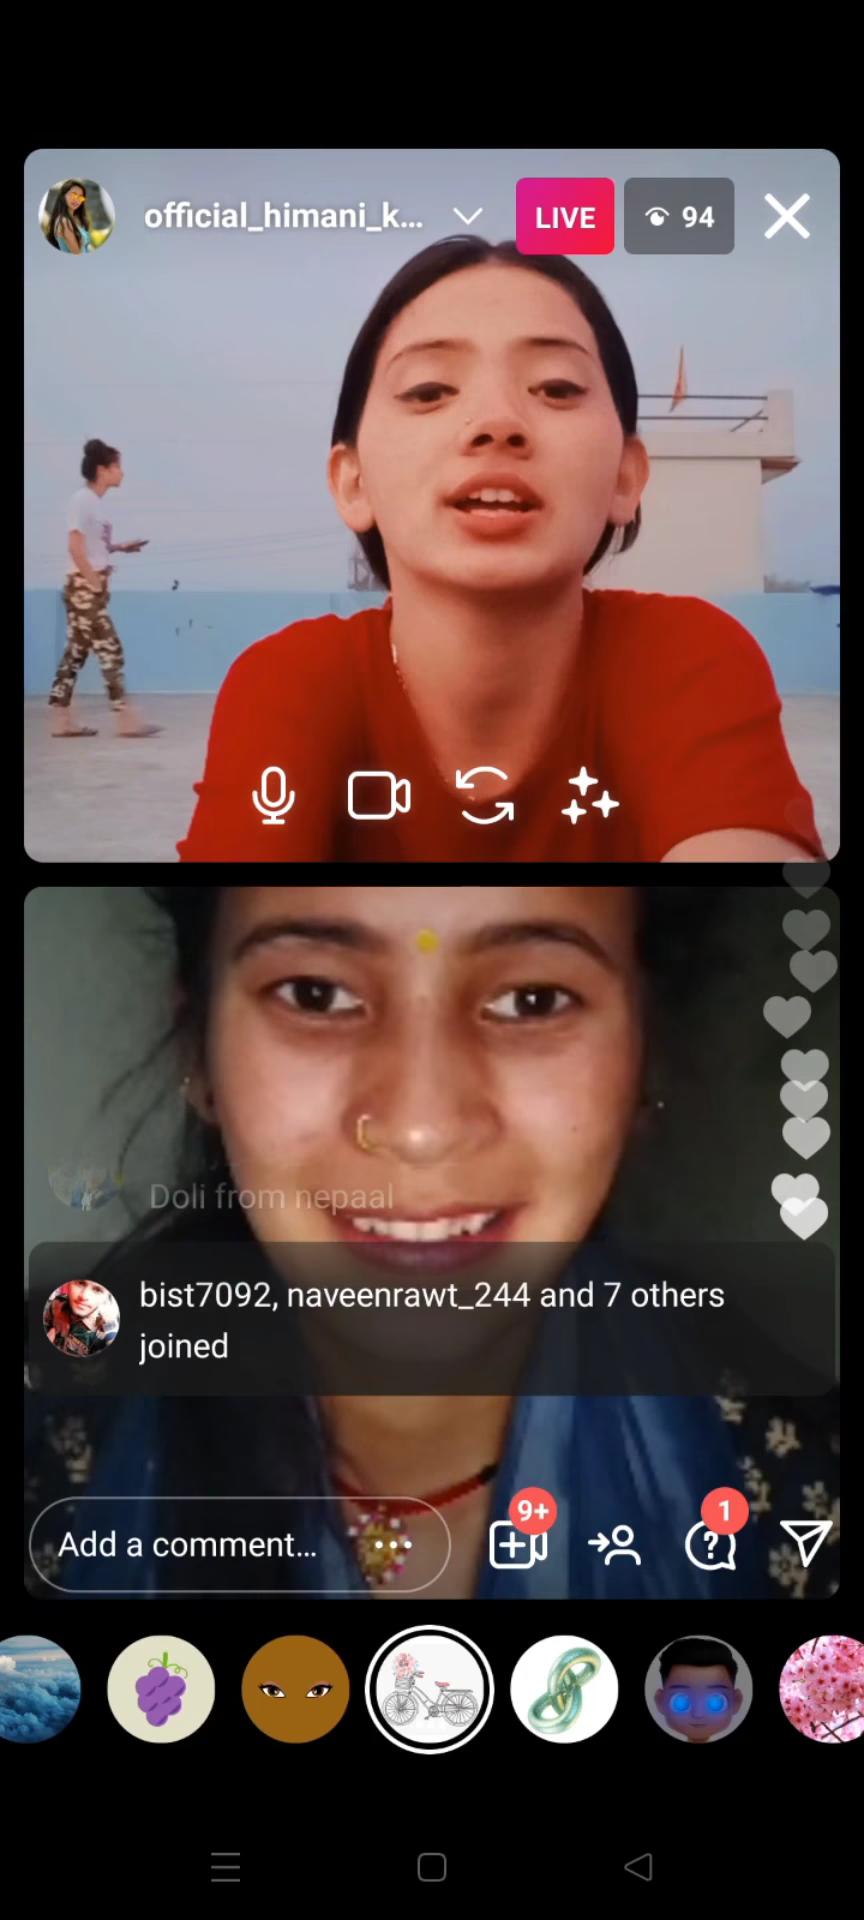 official_himani_k...
LIVE
94
Doli from nepaal
bist7092, naveenrawt_244 and 7 others
joined
9+
1
Add a comment...